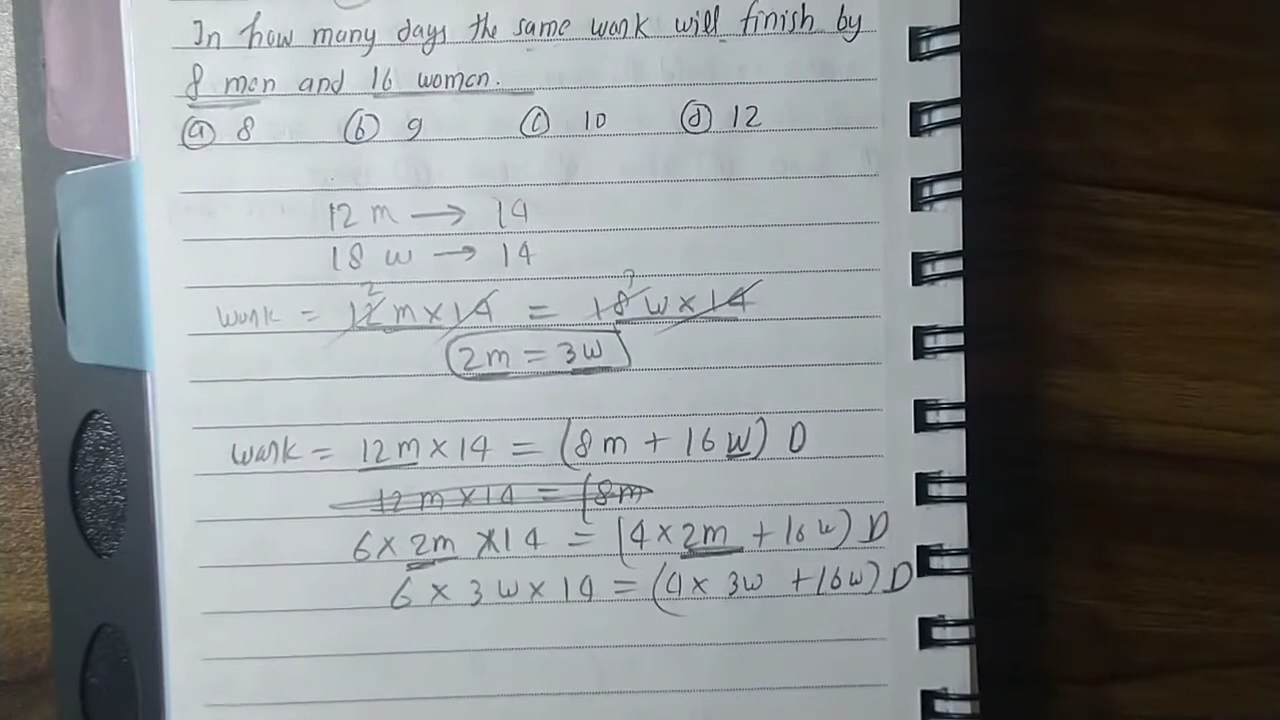 In how many days the same work will finish by
8 men and 16 women.
(a) 8 (b) 9 (c) 10 (d) 12
12 m → 14
18 w → 14
2 3
work = 12 m × 14 = 18 w × 14
2m = 3w
work = 12m × 14 = (8m + 16w) D
12 m × 14 = (8m
6 × 2m × 14 = (4 × 2m + 16w) D
6 × 3w × 14 = (4 × 3w + 16w) D